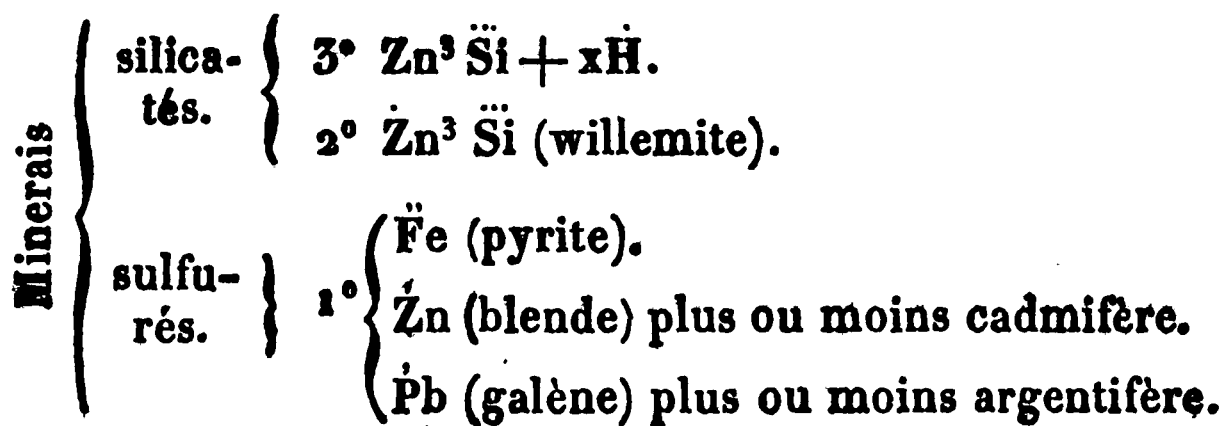 Minerais
silica-
tés.
3° Zn³ S⃛i + xḢ.
2° Żn³ S⃛i (willemite).
sulfu-
rés.
1°
F̈e (pyrite).
Źn (blende) plus ou moins cadmifère.
Ṕb (galène) plus ou moins argentifère.